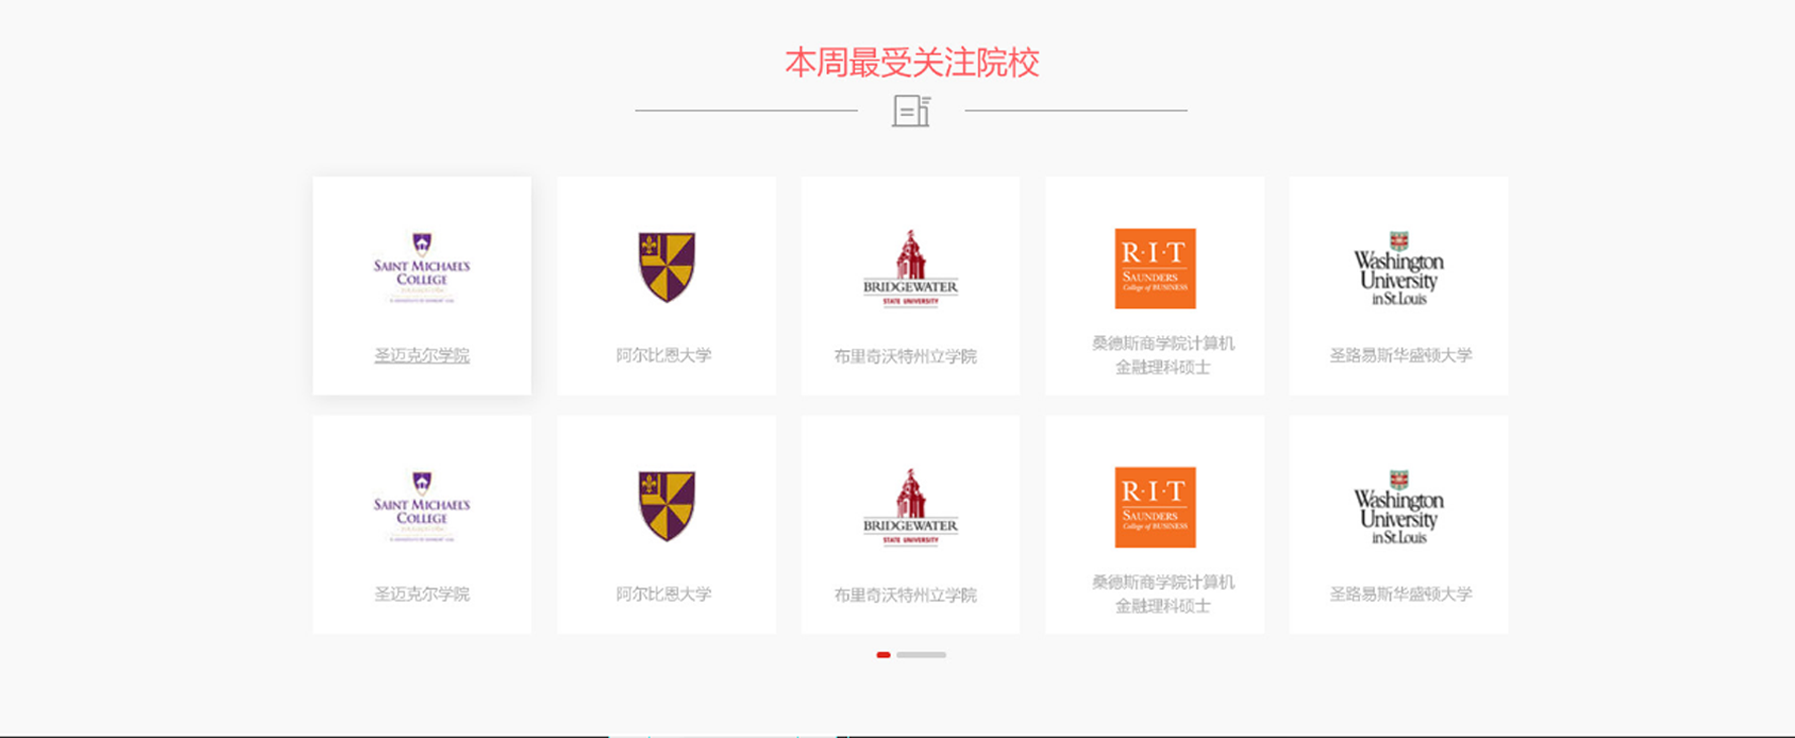 本周最受关注院校
SAINT MICHAEL'S
COLLEGE
圣迈克尔学院
阿尔比恩大学
BRIDGEWATER
STATE UNIVERSITY
布里奇沃特州立学院
R·I·T
SAUNDERS
College of BUSINESS
桑德斯商学院计算机
金融理科硕士
Washington
University
in St. Louis
圣路易斯华盛顿大学
SAINT MICHAEL'S
COLLEGE
圣迈克尔学院
阿尔比恩大学
BRIDGEWATER
STATE UNIVERSITY
布里奇沃特州立学院
R·I·T
SAUNDERS
College of BUSINESS
桑德斯商学院计算机
金融理科硕士
Washington
University
in St. Louis
圣路易斯华盛顿大学